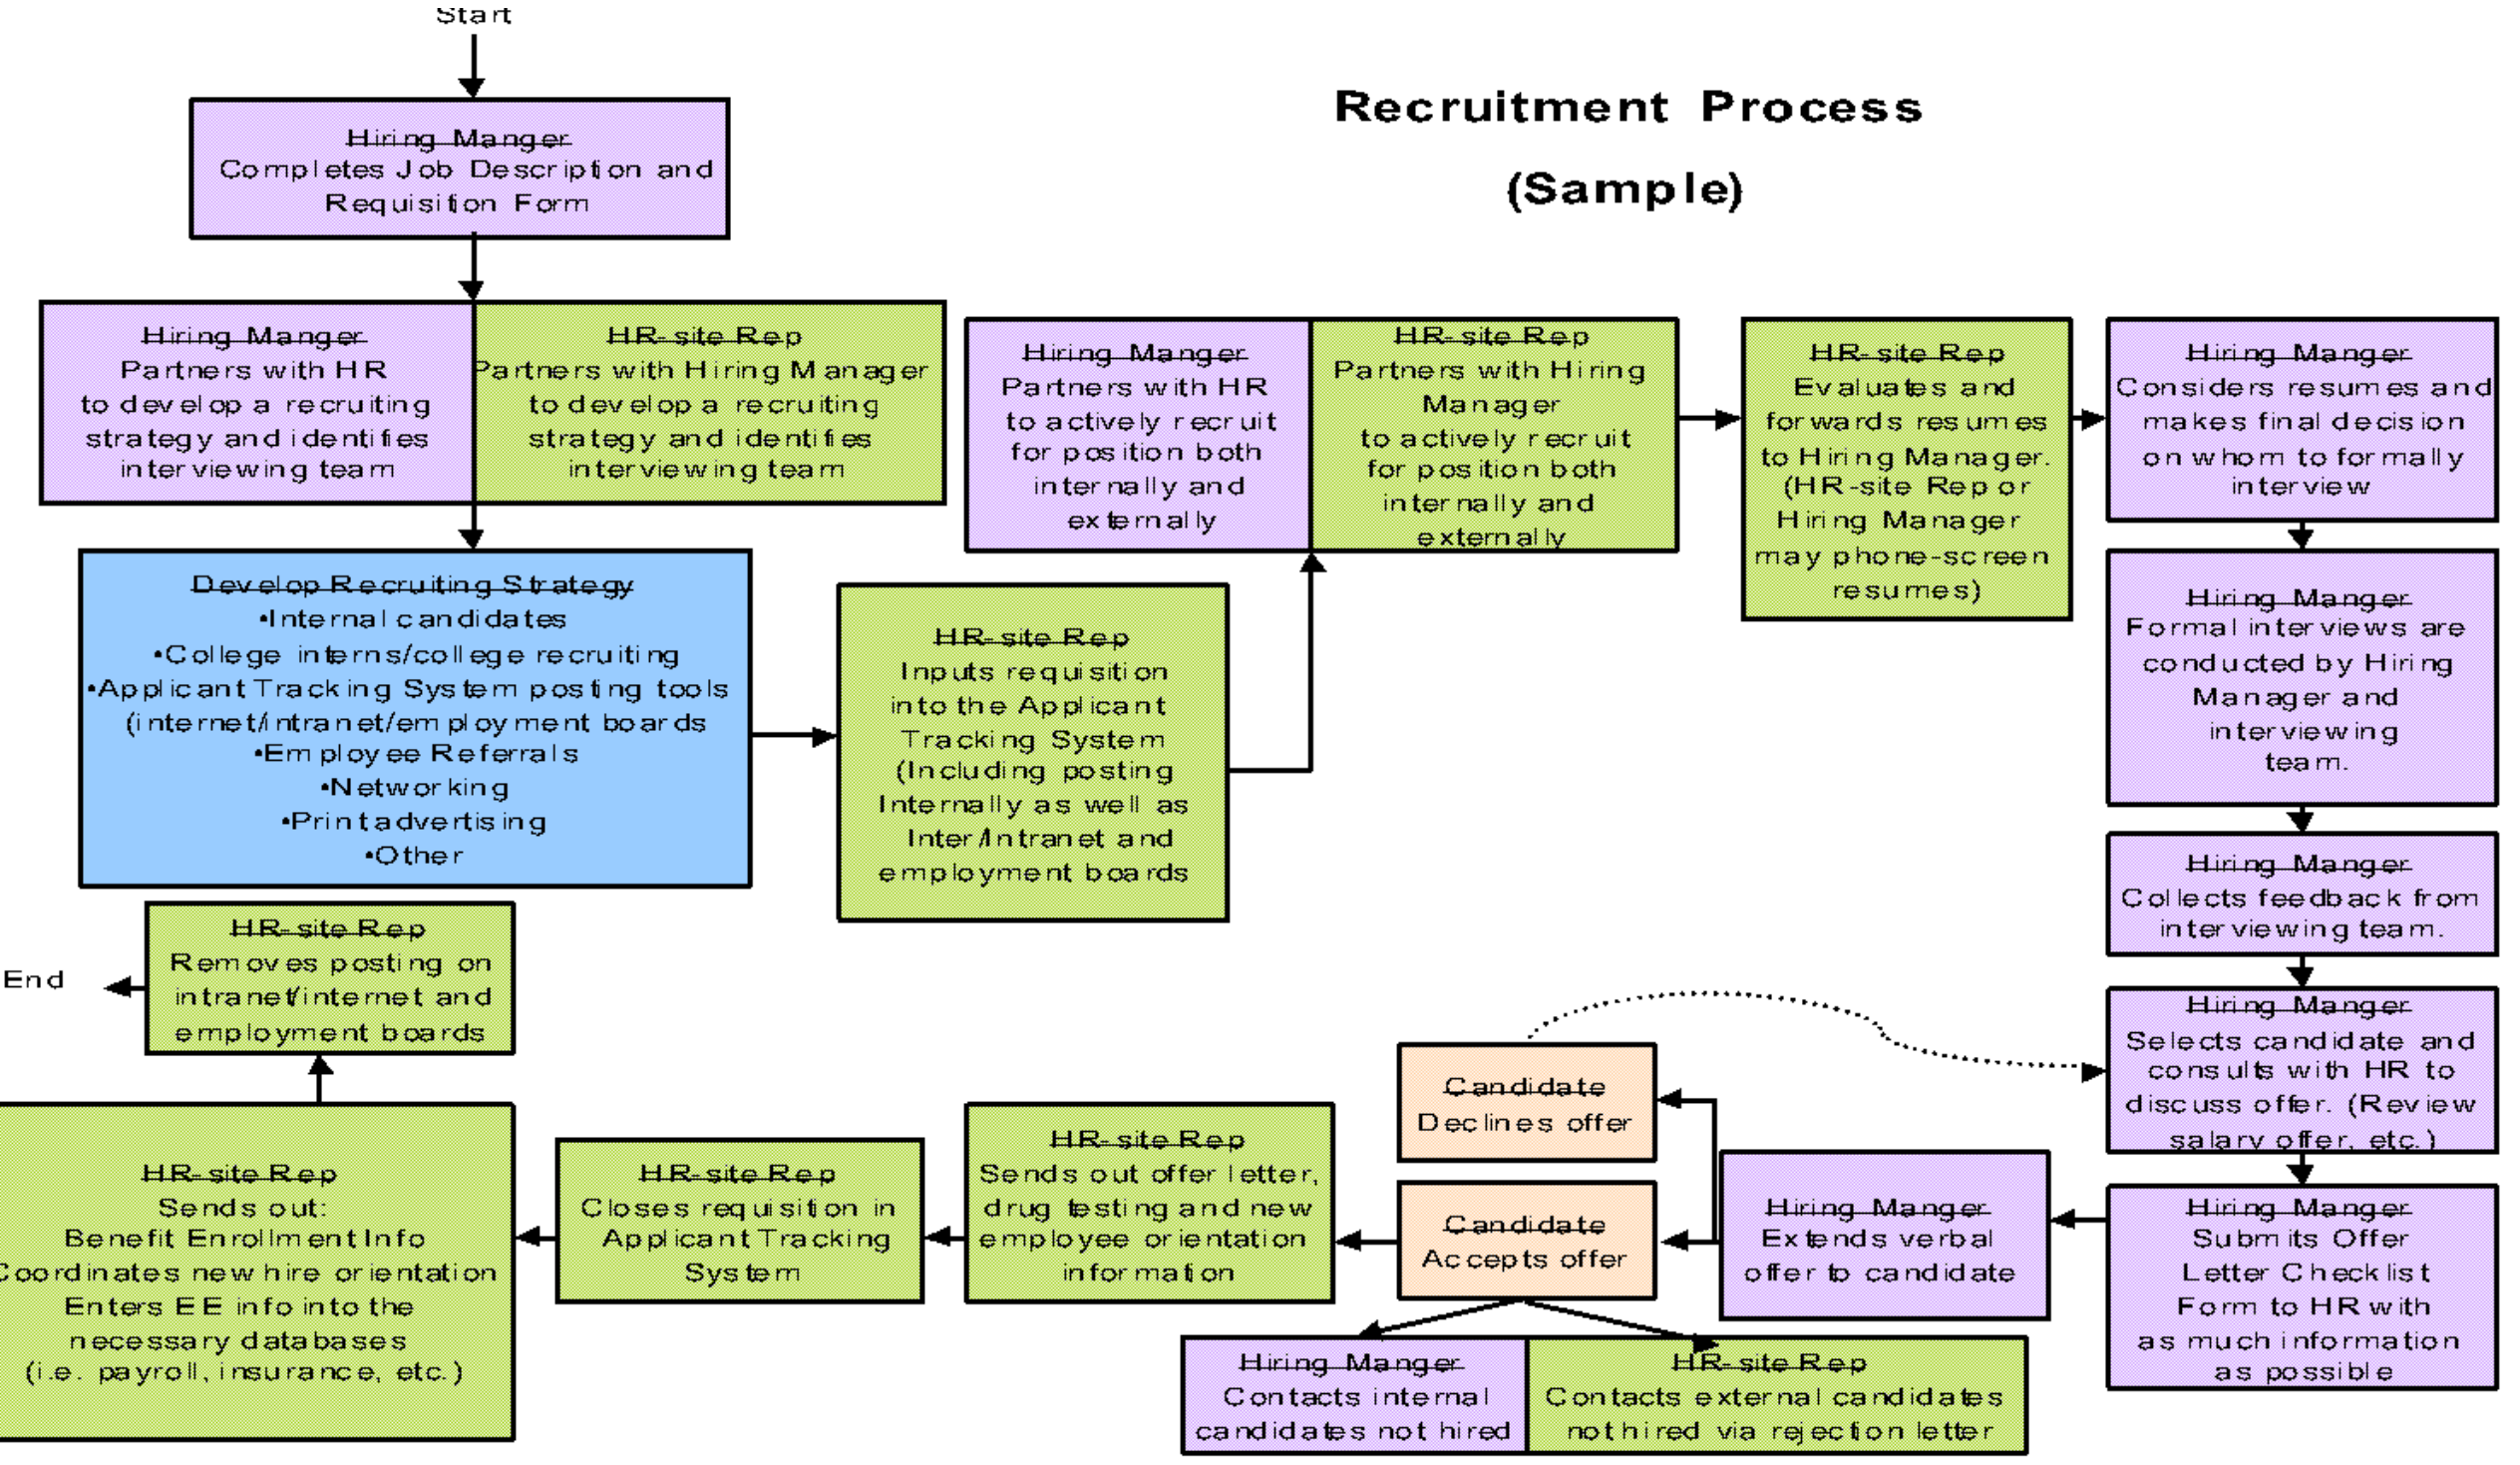 Start
Recruitment Process
(Sample)
Hiring Manger
Completes Job Description and
Requisition Form
Hiring Manger
Partners with HR
to develop a recruiting
strategy and identifies
interviewing team
HR-site Rep
Partners with Hiring Manager
to develop a recruiting
strategy and identifies
interviewing team
Develop Recruiting Strategy
•Internal candidates
•College interns/college recruiting
•Applicant Tracking System posting tools
(internet/intranet/employment boards
•Employee Referrals
•Networking
•Print advertising
•Other
HR-site Rep
Inputs requisition
into the Applicant
Tracking System
(Including posting
Internally as well as
Inter/Intranet and
employment boards
Hiring Manger
Partners with HR
to actively recruit
for position both
internally and
externally
HR-site Rep
Partners with Hiring
Manager
to actively recruit
for position both
internally and
externally
HR-site Rep
Evaluates and
forwards resumes
to Hiring Manager.
(HR-site Rep or
Hiring Manager
may phone-screen
resumes)
Hiring Manger
Considers resumes and
makes final decision
on whom to formally
interview
Hiring Manger
Formal interviews are
conducted by Hiring
Manager and
interviewing
team.
Hiring Manger
Collects feedback from
interviewing team.
Hiring Manger
Selects candidate and
consults with HR to
discuss offer. (Review
salary offer, etc.)
Hiring Manger
Submits Offer
Letter Checklist
Form to HR with
as much information
as possible
Hiring Manger
Extends verbal
offer to candidate
Candidate
Declines offer
Candidate
Accepts offer
Hiring Manger
Contacts internal
candidates not hired
HR-site Rep
Contacts external candidates
not hired via rejection letter
HR-site Rep
Sends out offer letter,
drug testing and new
employee orientation
information
HR-site Rep
Closes requisition in
Applicant Tracking
System
HR-site Rep
Sends out:
Benefit Enrollment Info
Coordinates new hire orientation
Enters EE info into the
necessary databases
(i.e. payroll, insurance, etc.)
HR-site Rep
Removes posting on
intranet/internet and
employment boards
End